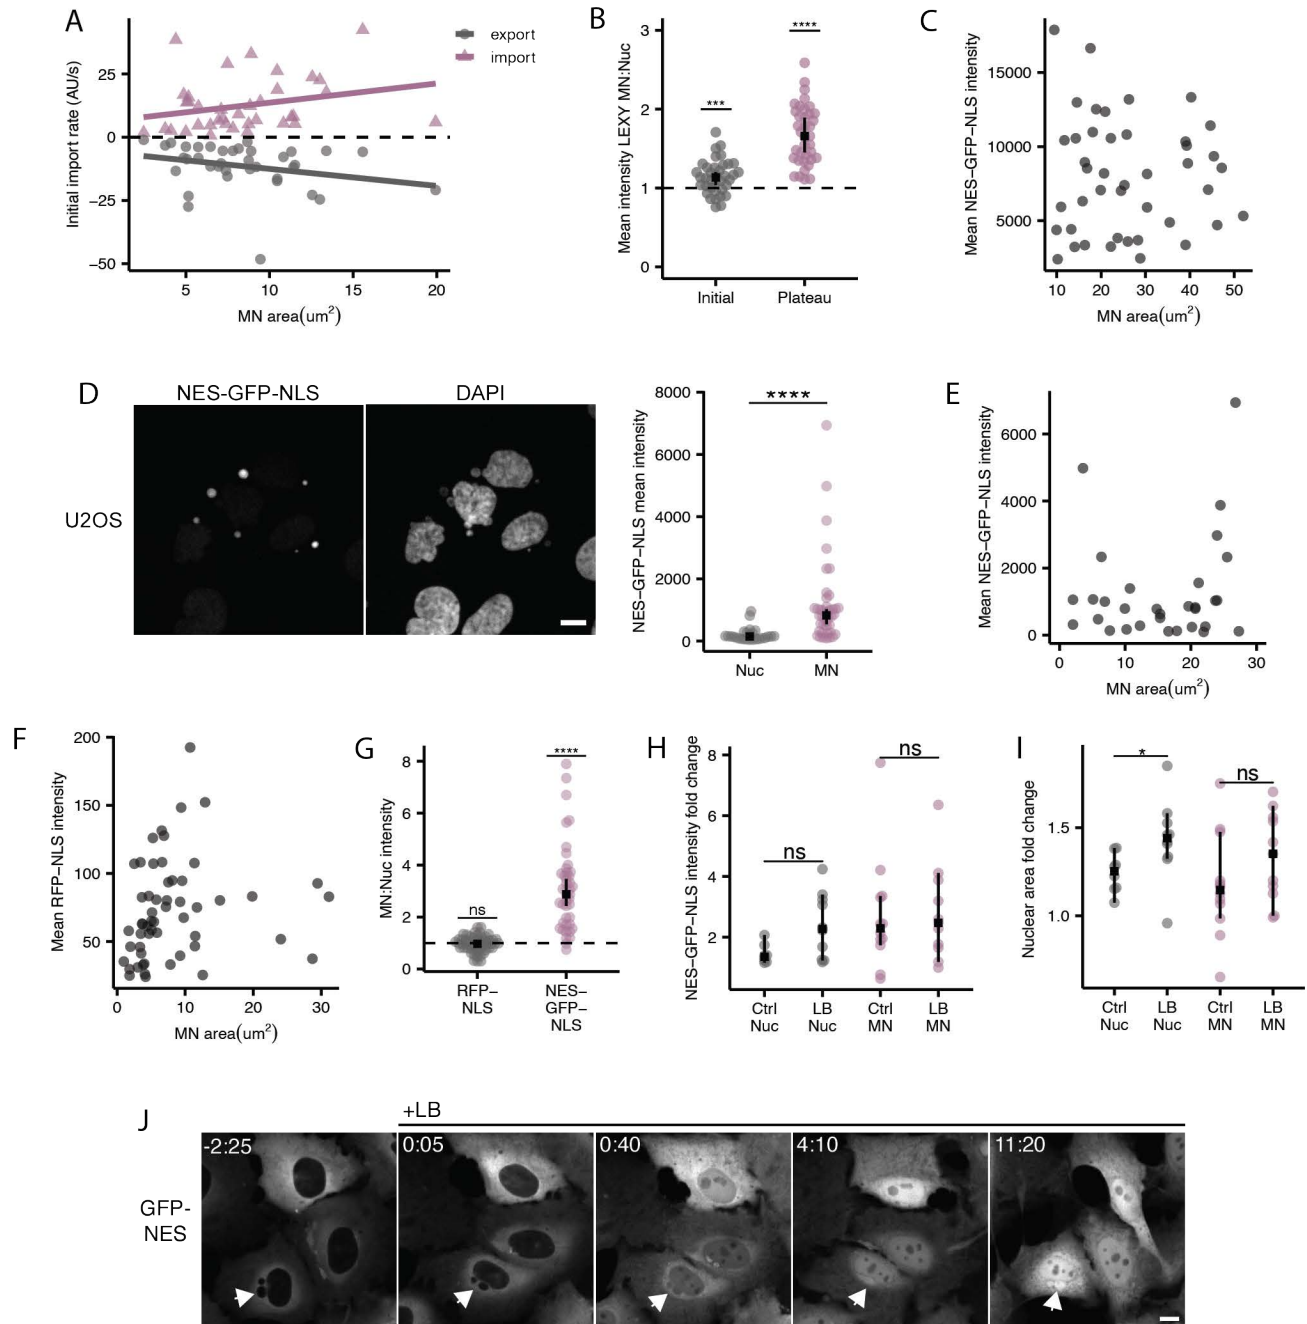 A
Initial import rate (AU/s)
25
0
−25
−50
5
10
15
20
MN area(um²)
export
import
B
Mean intensity LEXY MN:Nuc
3
2
1
0
***
****
Initial
Plateau
C
Mean NES−GFP−NLS intensity
15000
10000
5000
10
20
30
40
50
MN area(um²)
D
NES-GFP-NLS
DAPI
U2OS
NES−GFP−NLS mean intensity
8000
6000
4000
2000
0
****
Nuc
MN
E
Mean NES−GFP−NLS intensity
6000
4000
2000
0
0
10
20
30
MN area(um²)
F
Mean RFP−NLS intensity
200
150
100
50
0
10
20
30
MN area(um²)
G
MN:Nuc intensity
8
6
4
2
0
ns
****
RFP−
NLS
NES−
GFP−
NLS
H
NES−GFP−NLS intensity fold change
8
6
4
2
ns
ns
Ctrl
Nuc
LB
Nuc
Ctrl
MN
LB
MN
I
Nuclear area fold change
1.5
1.0
*
ns
Ctrl
Nuc
LB
Nuc
Ctrl
MN
LB
MN
J
+LB
GFP-
NES
-2:25
0:05
0:40
4:10
11:20